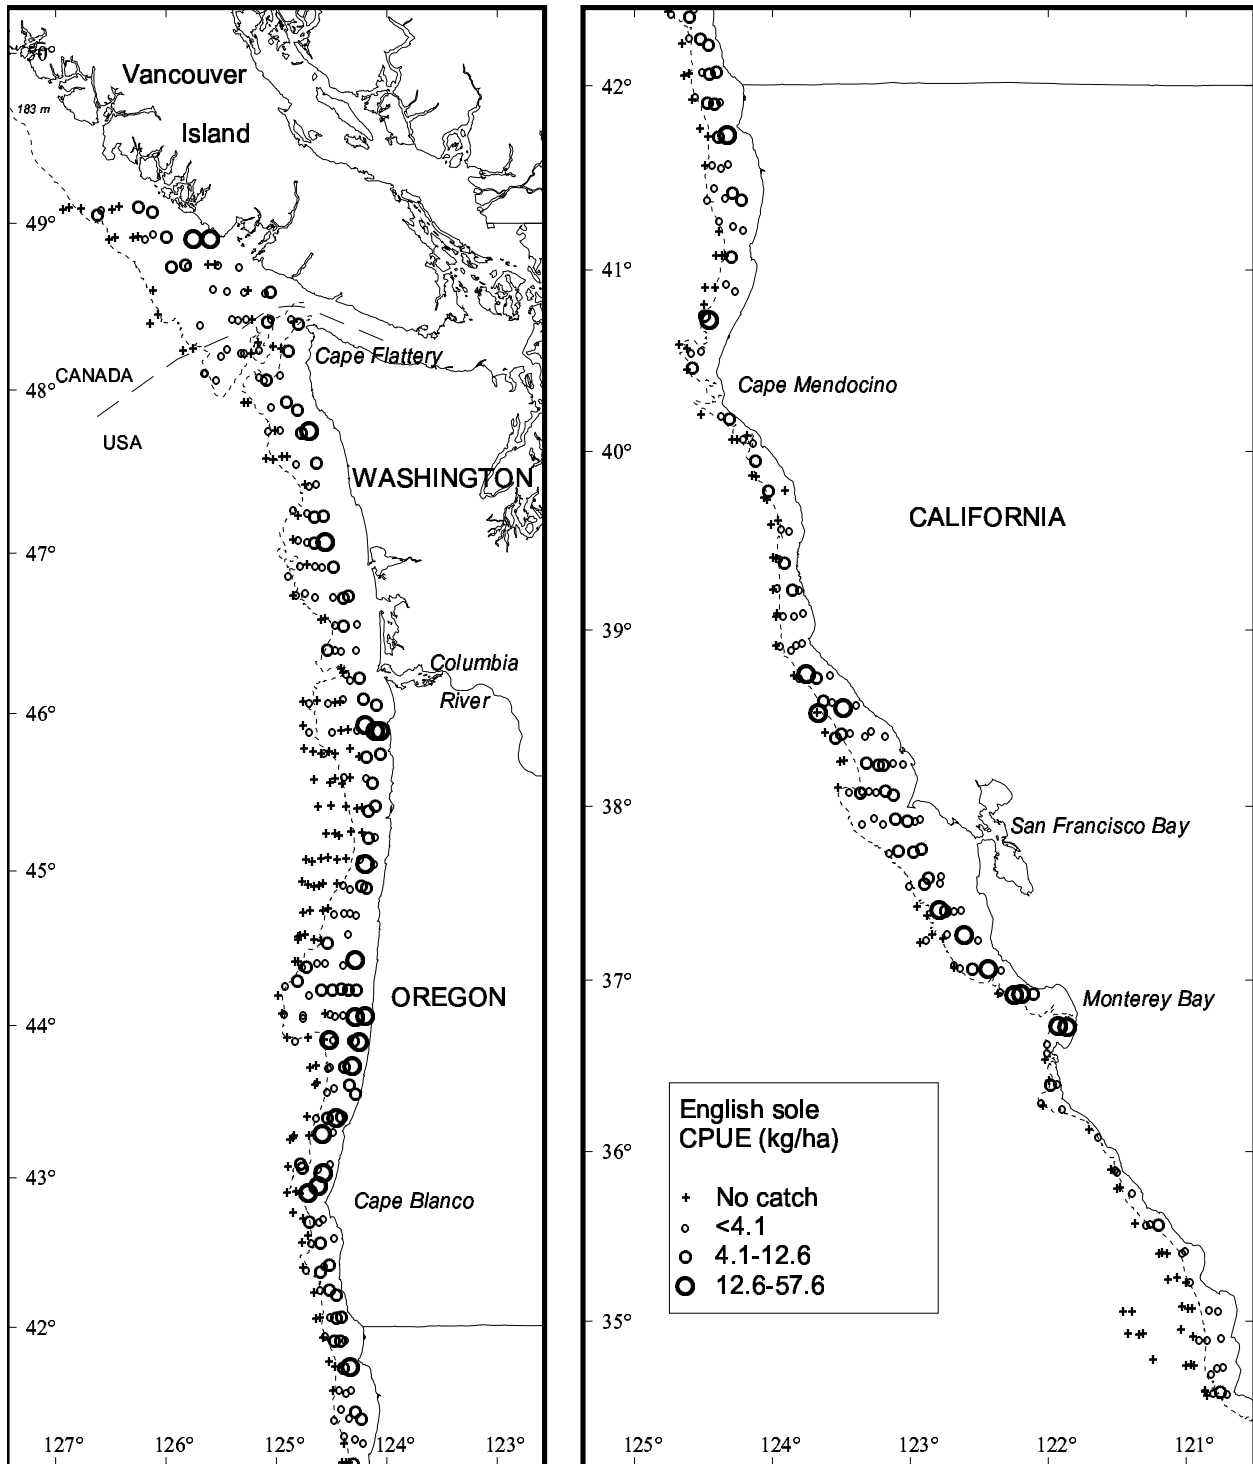 50°
Vancouver
Island
183 m
49°
Cape Flattery
CANADA
48°
USA
WASHINGTON
47°
Columbia
River
46°
45°
OREGON
44°
43°
Cape Blanco
42°
127°
126°
125°
124°
123°
42°
41°
Cape Mendocino
40°
CALIFORNIA
39°
38°
San Francisco Bay
37°
Monterey Bay
English sole
CPUE (kg/ha)
No catch
<4.1
4.1-12.6
12.6-57.6
36°
35°
125°
124°
123°
122°
121°